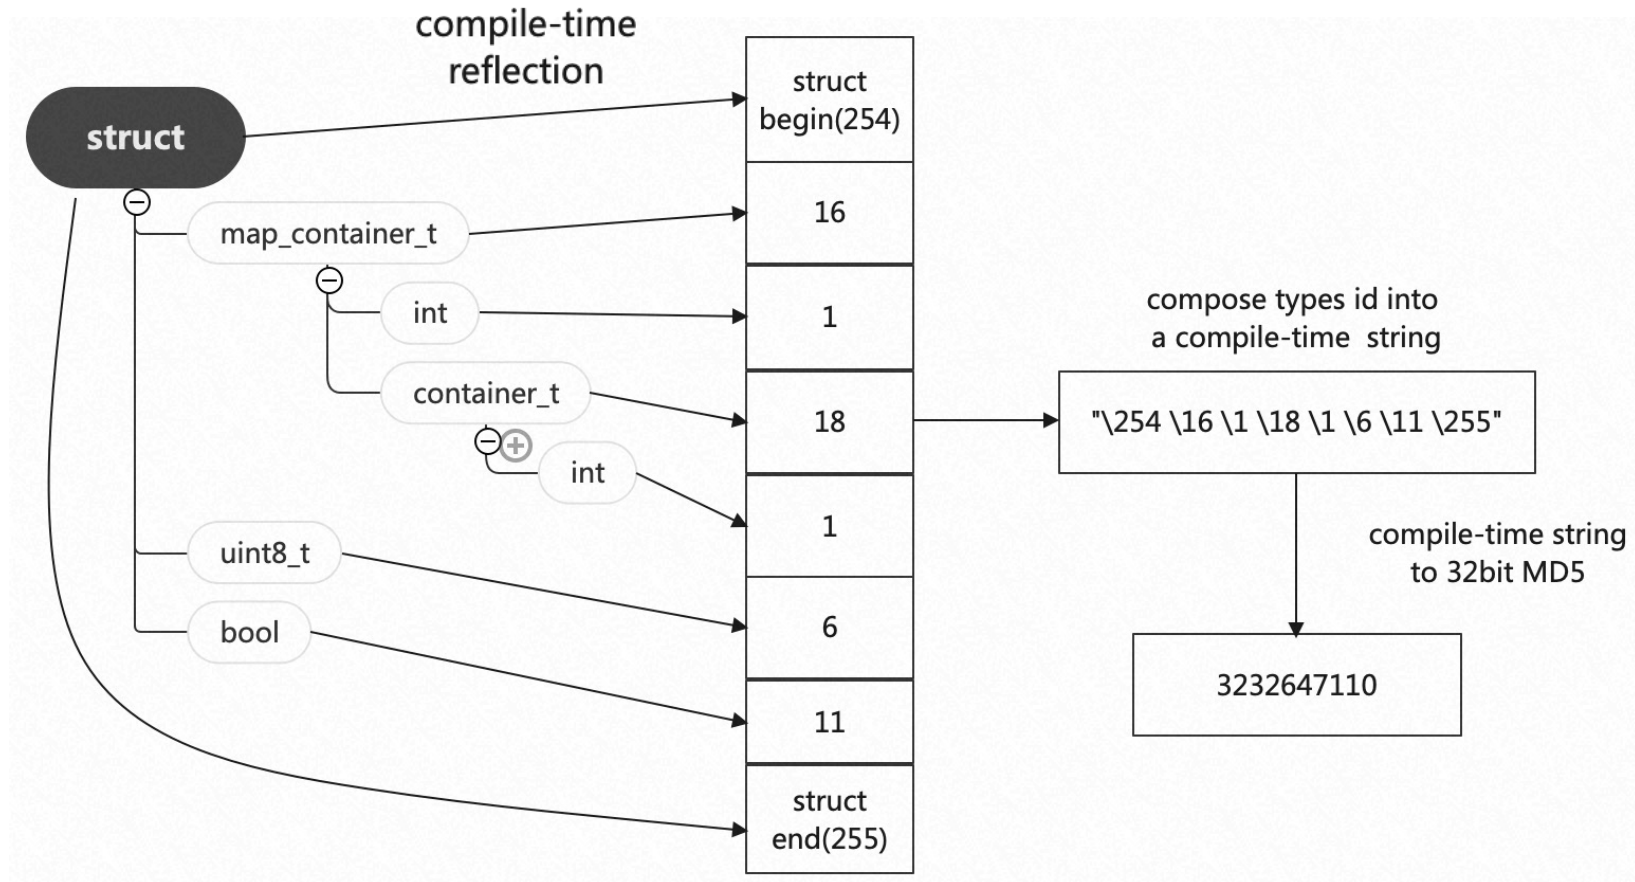 compile-time
reflection
struct
map_container_t
int
container_t
int
uint8_t
bool
struct
begin(254)
16
1
18
1
6
11
struct
end(255)
compose types id into
a compile-time string
"\254 \16 \1 \18 \1 \6 \11 \255"
compile-time string
to 32bit MD5
3232647110